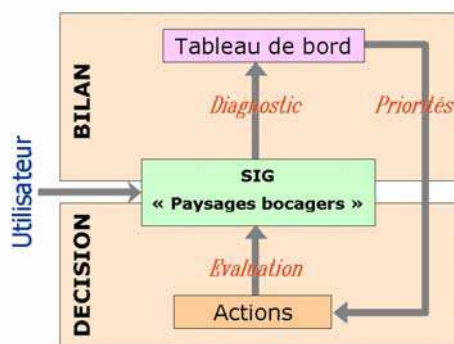 Tableau de bord
Diagnostic
Priorités
BILAN
SIG
« Paysages bocagers »
Utilisateur
DECISION
Evaluation
Actions